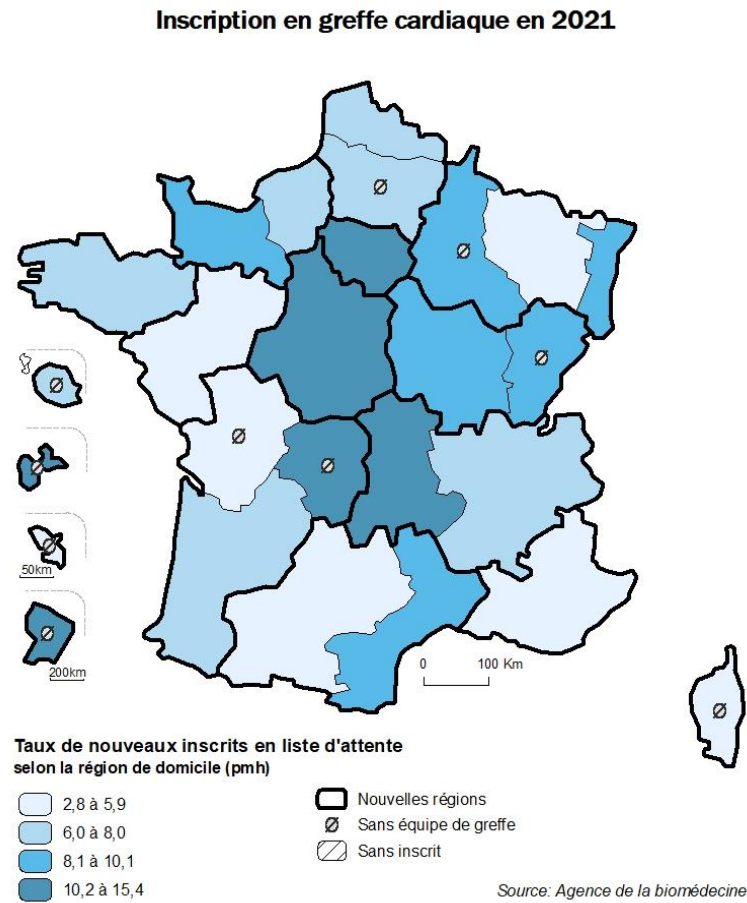 Inscription en greffe cardiaque en 2021
50km
200km
0 100 Km
Taux de nouveaux inscrits en liste d'attente
selon la région de domicile (pmh)
2,8 à 5,9
6,0 à 8,0
8,1 à 10,1
10,2 à 15,4
Nouvelles régions
Sans équipe de greffe
Sans inscrit
Source: Agence de la biomédecine